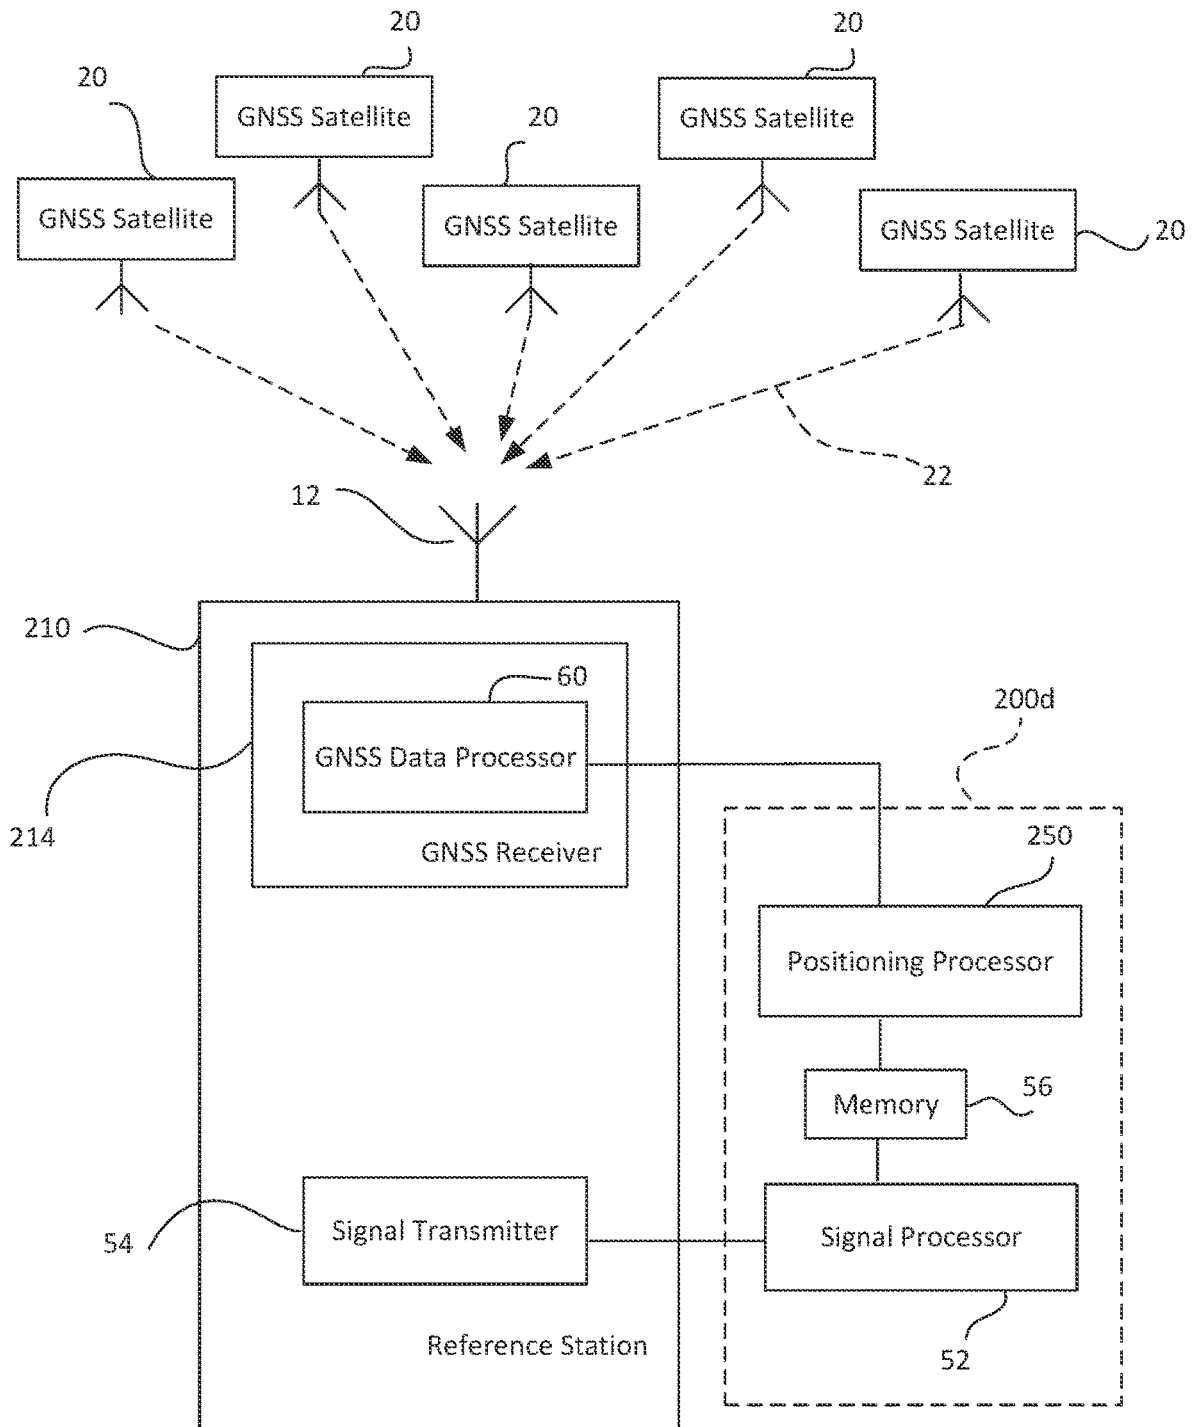 20
20
20
GNSS Satellite
GNSS Satellite
20
GNSS Satellite
GNSS Satellite
GNSS Satellite
20
22
12
210
60
200d
GNSS Data Processor
214
GNSS Receiver
250
Positioning Processor
56
Memory
54
Signal Transmitter
Signal Processor
Reference Station
52